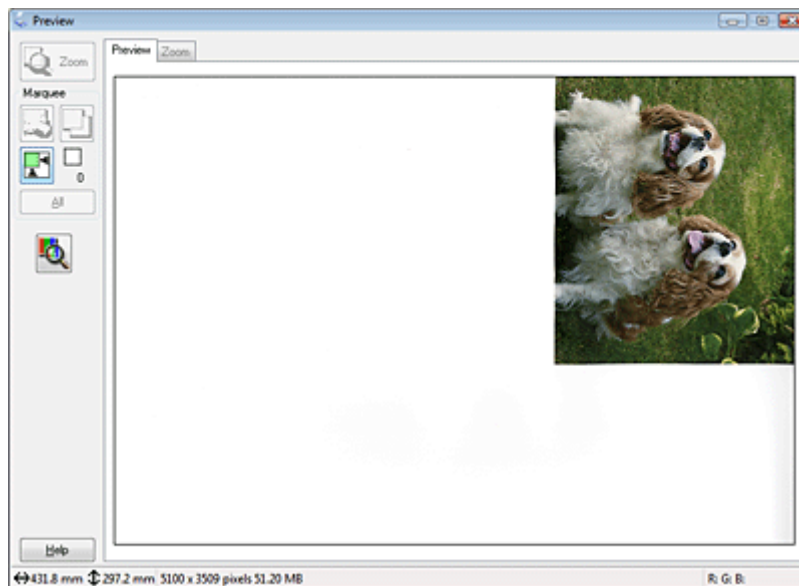 Preview
Zoom
Preview Zoom
Marquee
0
All
Help
431.8 mm 297.2 mm 5100 x 3509 pixels 51.20 MB R: G: B: